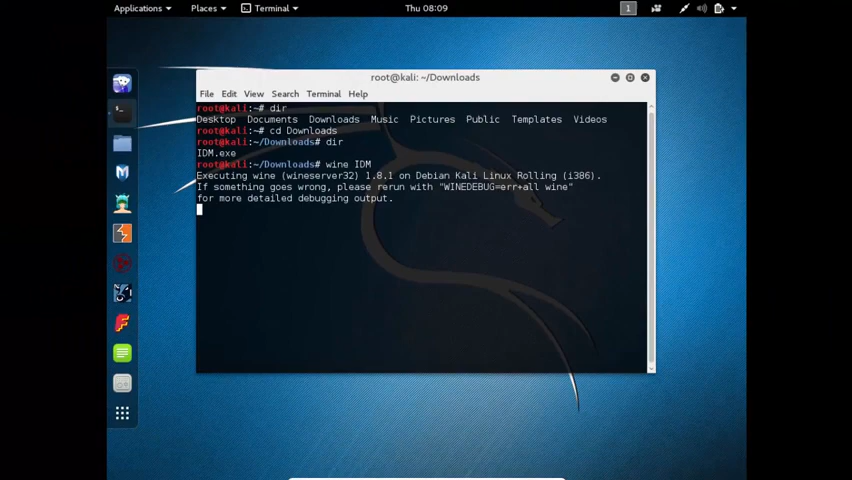 Applications Places Terminal Thu 08:09 1
root@kali: ~/Downloads
File Edit View Search Terminal Help
root@kali:~# dir
Desktop Documents Downloads Music Pictures Public Templates Videos
root@kali:~# cd Downloads
root@kali:~/Downloads# dir
IDM.exe
root@kali:~/Downloads# wine IDM
Executing wine (wineserver32) 1.8.1 on Debian Kali Linux Rolling (i386).
If something goes wrong, please rerun with "WINEDEBUG=err+all wine"
for more detailed debugging output.